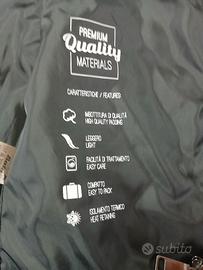 PREMIUM
Quality
MATERIALS
CARATTERISTICHE / FEATURED
IMBOTTITURA DI QUALITÀ
HIGH QUALITY PADDING
LEGGERO
LIGHT
FACILITÀ DI TRATTAMENTO
EASY CARE
COMPATTO
EASY TO PACK
ISOLAMENTO TERMICO
HEAT RETAINING
subito